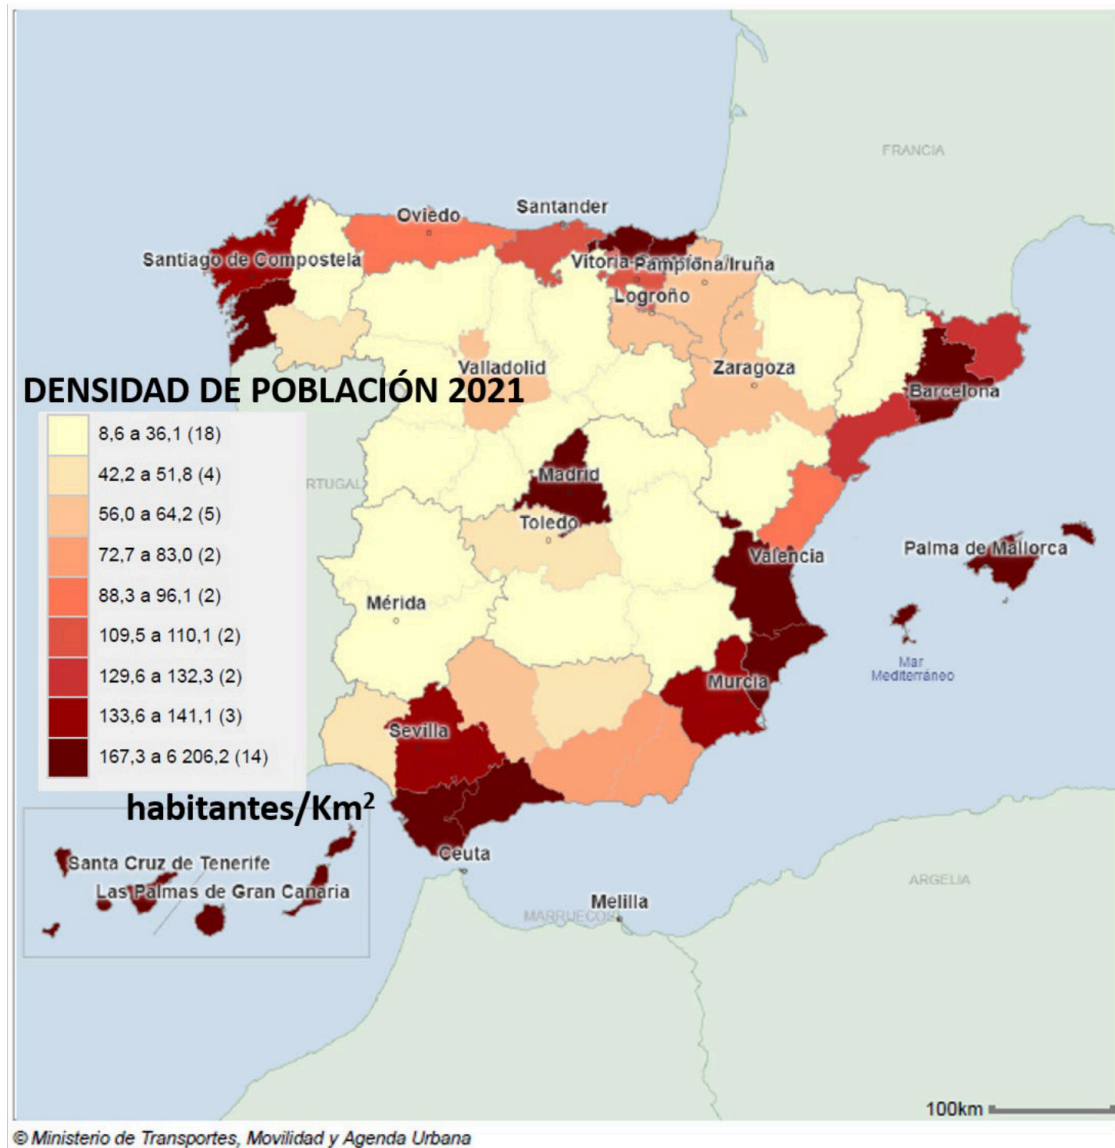 FRANCIA
Santander
Oviedo
Santiago de Compostela
Pamplona/Iruña
Logroño
Valladolid
Zaragoza
Barcelona
DENSIDAD DE POBLACIÓN 2021
8,6 a 36,1 (18)
42,2 a 51,8 (4)
56,0 a 64,2 (5)
72,7 a 83,0 (2)
88,3 a 96,1 (2)
109,5 a 110,1 (2)
129,6 a 132,3 (2)
133,6 a 141,1 (3)
167,3 a 6 206,2 (14)
habitantes/Km²
RTUGAL
Madrid
Toledo
Valencia
Palma de Mallorca
Mérida
Mar
Mediterráneo
Murcia
Sevilla
Ceuta
Santa Cruz de Tenerife
Las Palmas de Gran Canaria
Melilla
ARGELIA
100km
© Ministerio de Transportes, Movilidad y Agenda Urbana